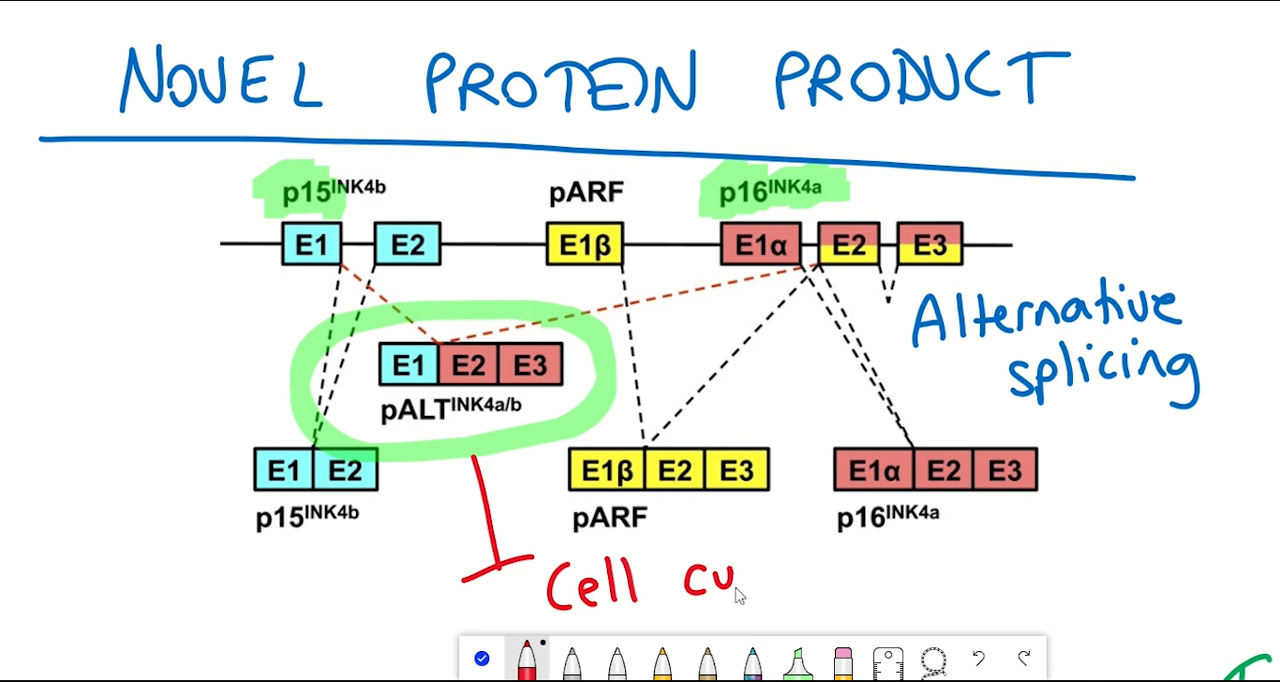 NOVEL PROTEIN PRODUCT
p15INK4b pARF p16INK4a
E1 E2 E1β E1α E2 E3
Alternative
splicing
E1 E2 E3
pALTINK4a/b
E1 E2 E1β E2 E3 E1α E2 E3
p15INK4b pARF p16INK4a
Cell cu